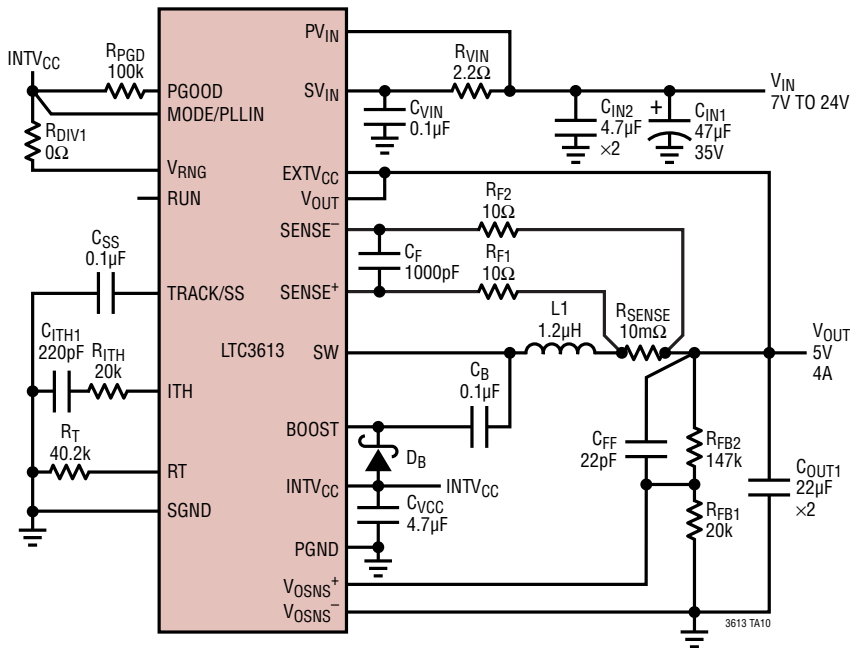 INTVCC
RPGD
100k
RDIV1
0Ω
CSS
0.1µF
CITH1
220pF
RITH
20k
RT
40.2k
PGOOD
MODE/PLLIN
VRNG
RUN
TRACK/SS
ITH
RT
SGND
LTC3613
PVIN
SVIN
EXTVCC
VOUT
SENSE–
SENSE+
SW
BOOST
INTVCC
PGND
VOSNS+
VOSNS–
RVIN
2.2Ω
CVIN
0.1µF
CIN2
4.7µF
×2
+
CIN1
47µF
35V
VIN
7V TO 24V
RF2
10Ω
CF
1000pF
RF1
10Ω
L1
1.2µH
RSENSE
10mΩ
VOUT
5V
4A
CB
0.1µF
DB
INTVCC
CVCC
4.7µF
CFF
22pF
RFB2
147k
RFB1
20k
COUT1
22µF
×2
3613 TA10